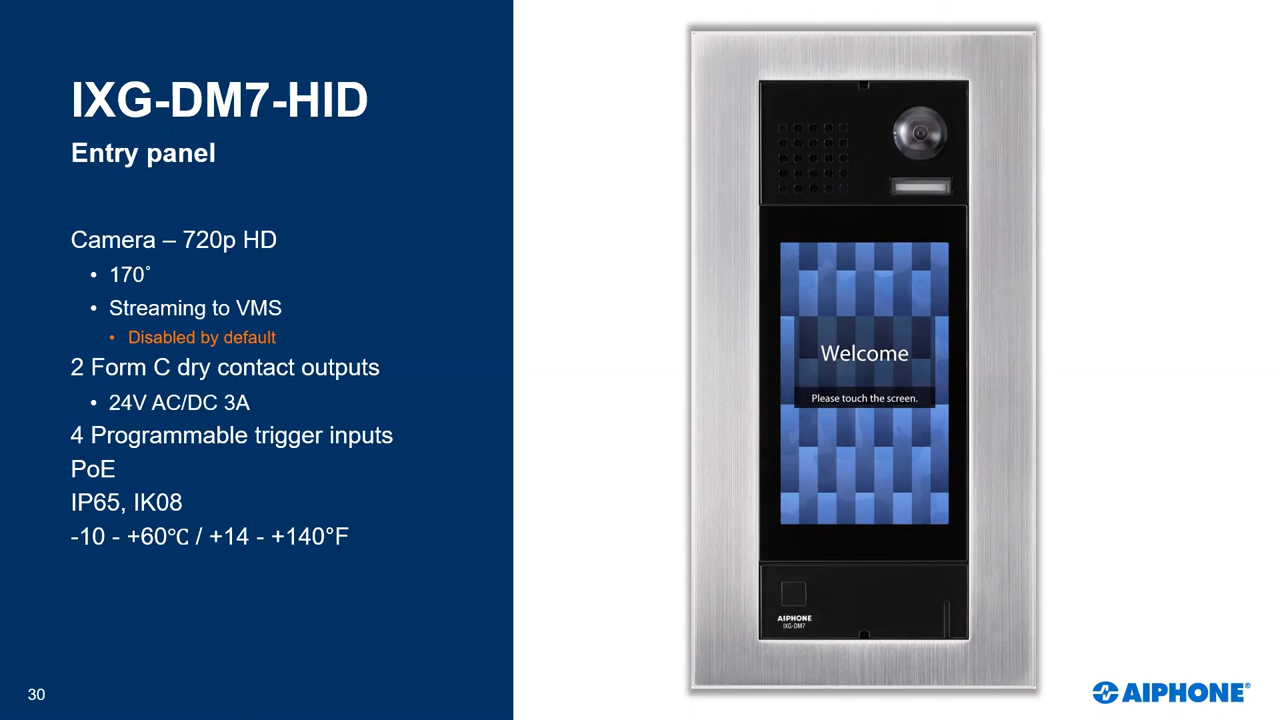 IXG-DM7-HID
Entry panel
Camera – 720p HD
• 170˚
• Streaming to VMS
• Disabled by default
2 Form C dry contact outputs
• 24V AC/DC 3A
4 Programmable trigger inputs
PoE
IP65, IK08
-10 - +60℃ / +14 - +140°F
30
Welcome
Please touch the screen.
AIPHONE
IXG-DM7
AIPHONE®